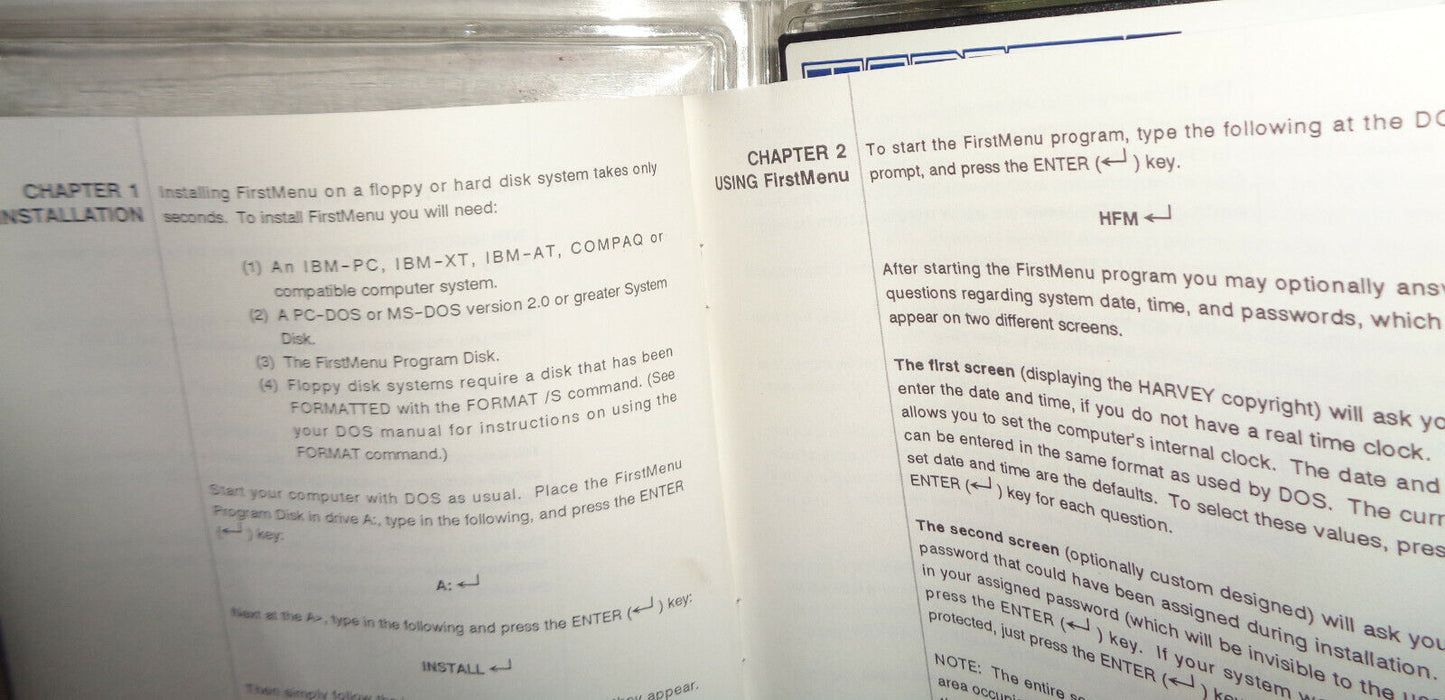 CHAPTER 1
INSTALLATION
Installing FirstMenu on a floppy or hard disk system takes only
seconds. To install FirstMenu you will need:
(1) An IBM-PC, IBM-XT, IBM-AT, COMPAQ or
compatible computer system.
(2) A PC-DOS or MS-DOS version 2.0 or greater System
Disk.
(3) The FirstMenu Program Disk.
(4) Floppy disk systems require a disk that has been
FORMATTED with the FORMAT /S command. (See
your DOS manual for instructions on using the
FORMAT command.)
Start your computer with DOS as usual. Place the FirstMenu
Program Disk in drive A:, type in the following, and press the ENTER
(↵) key:
A: ↵
Next at the A>, type in the following and press the ENTER (↵) key:
INSTALL ↵
Then simply follow the
they appear.
CHAPTER 2
USING FirstMenu
To start the FirstMenu program, type the following at the DO
prompt, and press the ENTER (↵) key.
HFM ↵
After starting the FirstMenu program you may optionally ans
questions regarding system date, time, and passwords, which
appear on two different screens.
The first screen (displaying the HARVEY copyright) will ask yo
enter the date and time, if you do not have a real time clock.
allows you to set the computer's internal clock. The date and
can be entered in the same format as used by DOS. The curr
set date and time are the defaults. To select these values, pres
ENTER (↵) key for each question.
The second screen (optionally custom designed) will ask you
password that could have been assigned during installation.
in your assigned password (which will be invisible to the
press the ENTER (↵) key. If your system w
protected, just press the ENTER (↵) key
NOTE: The entire
area